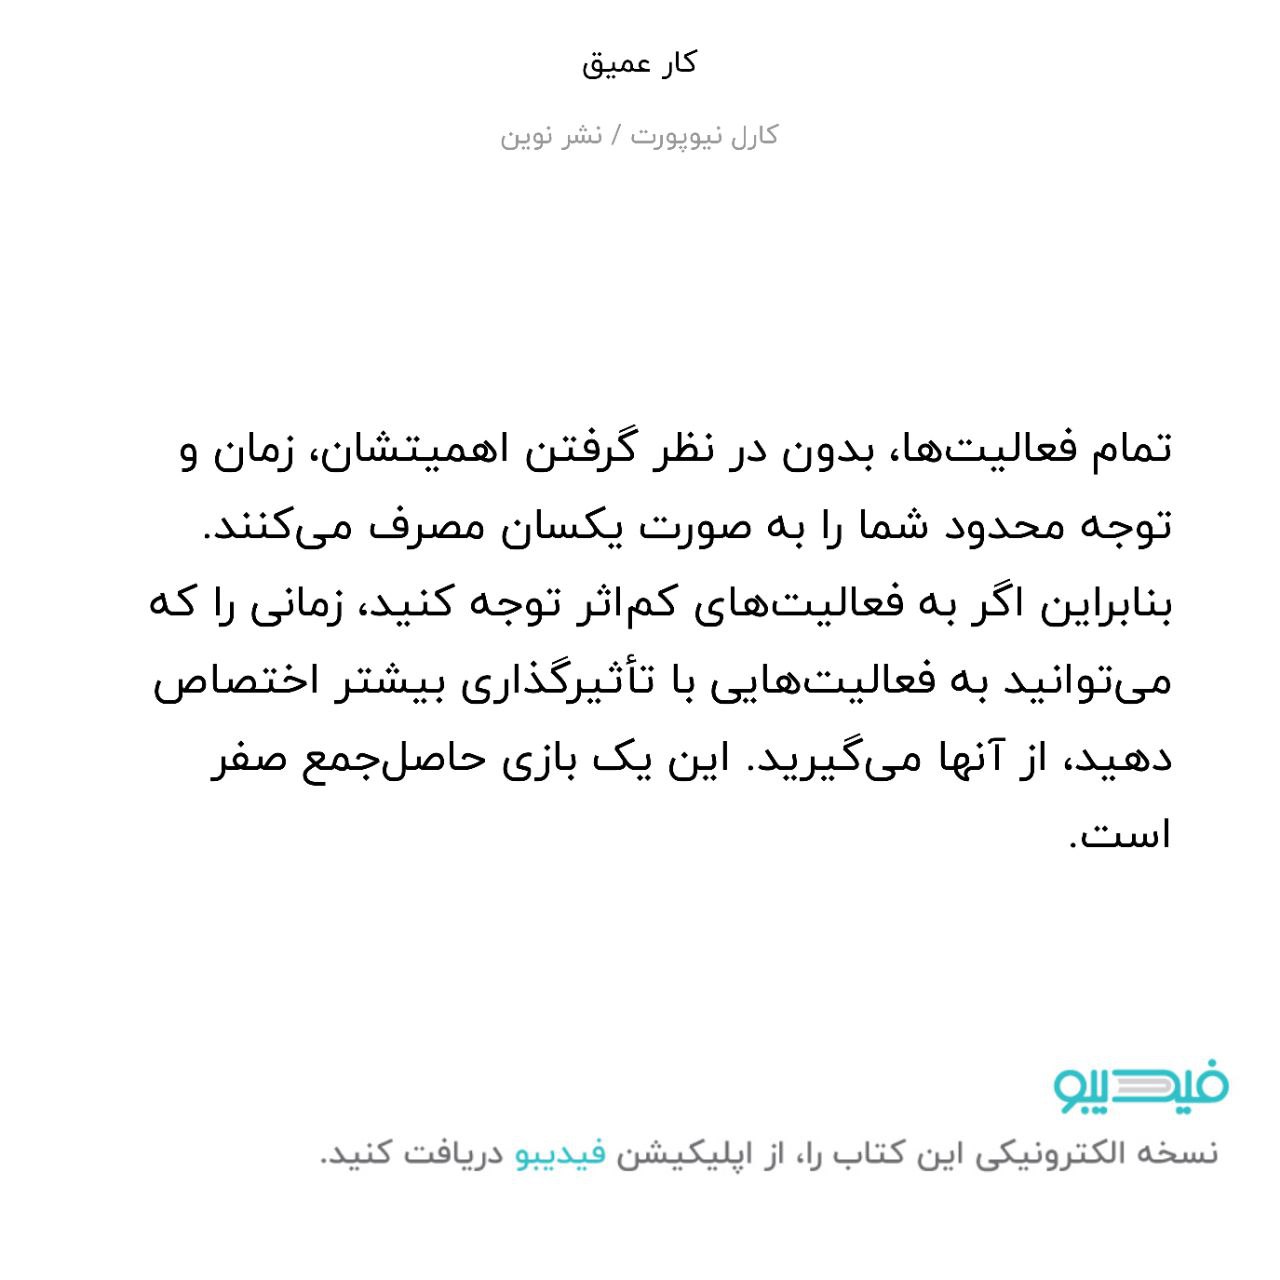 کار عمیق
کارل نیوپورت / نشر نوین
تمام فعالیت‌ها، بدون در نظر گرفتن اهمیتشان، زمان و
توجه محدود شما را به صورت یکسان مصرف می‌کنند.
بنابراین اگر به فعالیت‌های کم‌اثر توجه کنید، زمانی را که
می‌توانید به فعالیت‌هایی با تأثیرگذاری بیشتر اختصاص
دهید، از آنها می‌گیرید. این یک بازی حاصل‌جمع صفر
است.
فیدیبو
نسخه الکترونیکی این کتاب را، از اپلیکیشن فیدیبو دریافت کنید.